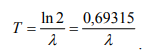 T = ln 2 / λ = 0,69315 / λ .